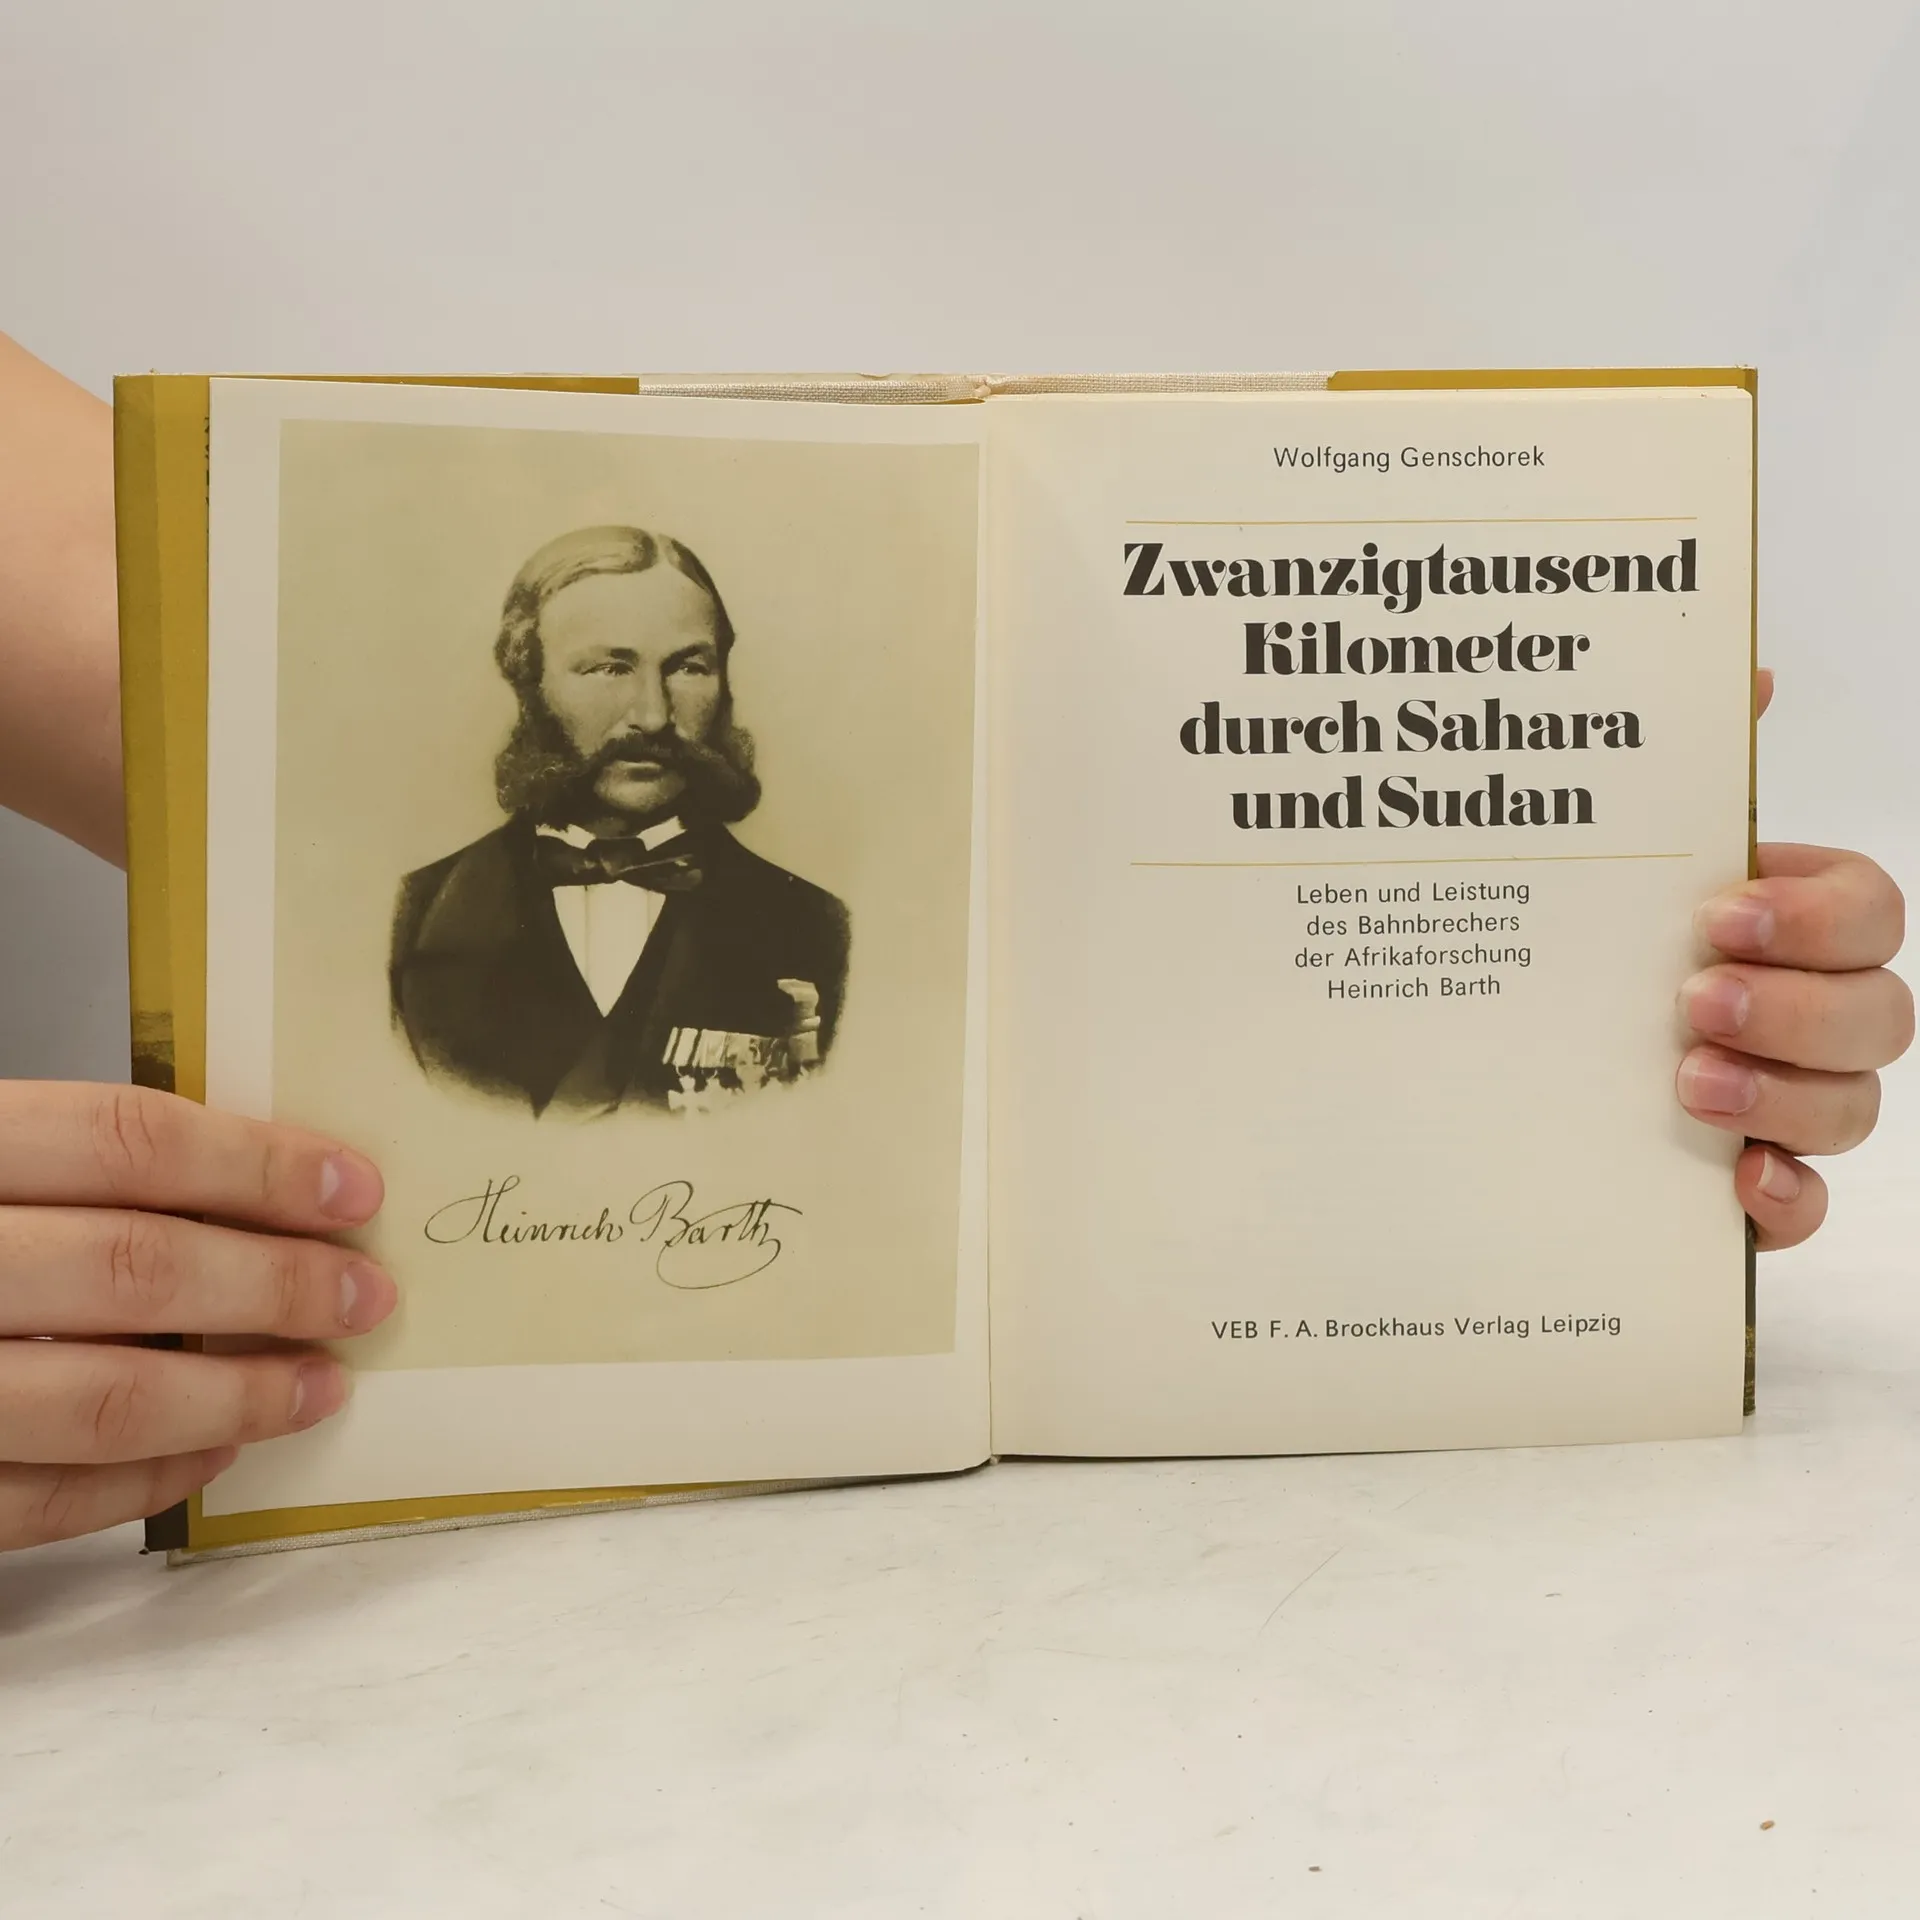 Heinrich Barth
Wolfgang Genschorek
Zwanzigtausend
Kilometer
durch Sahara
und Sudan
Leben und Leistung
des Bahnbrechers
der Afrikaforschung
Heinrich Barth
VEB F. A. Brockhaus Verlag Leipzig